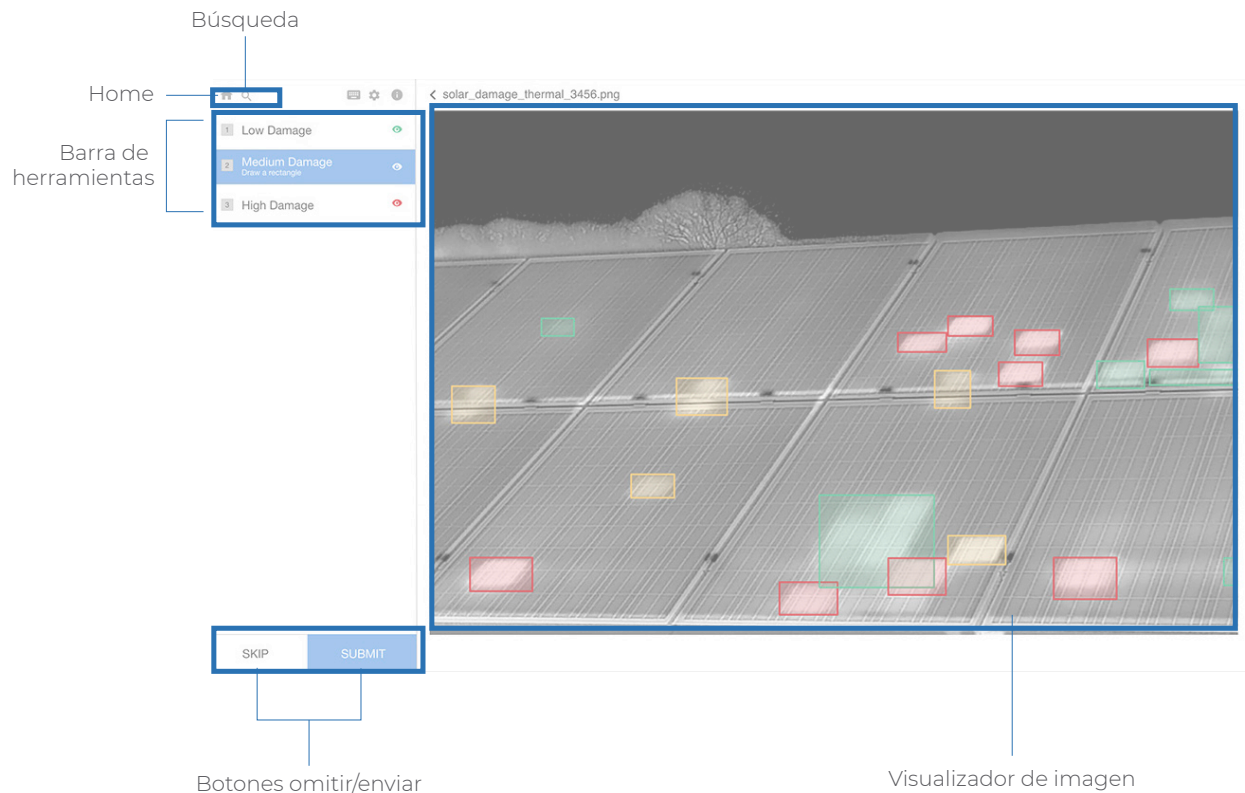 Búsqueda
Home
solar_damage_thermal_3456.png
Barra de
herramientas
1 Low Damage
2 Medium Damage
Draw a rectangle
3 High Damage
SKIP SUBMIT
Botones omitir/enviar
Visualizador de imagen